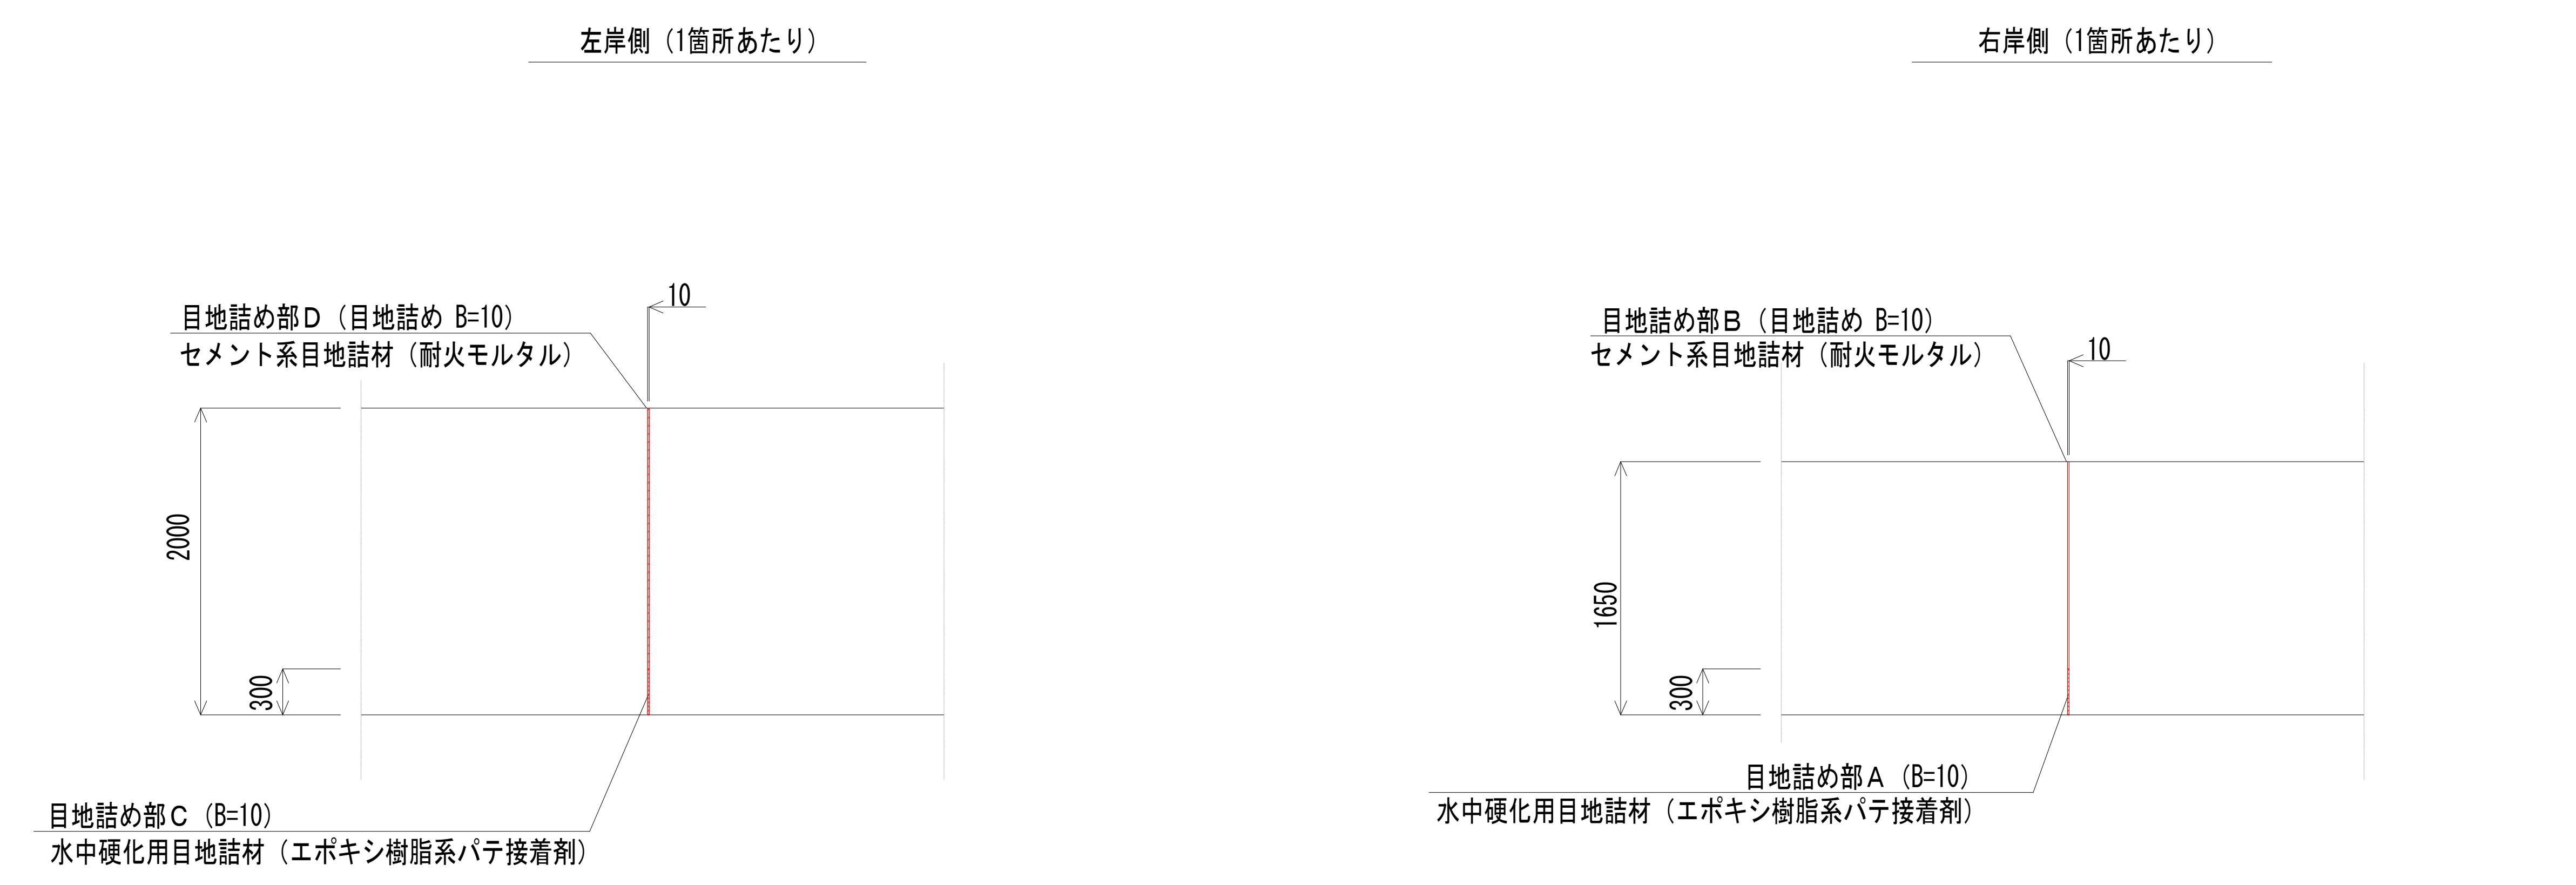 左岸側（1箇所あたり）
10
目地詰め部Ｄ（目地詰め B=10）
セメント系目地詰材（耐火モルタル）
2000
300
目地詰め部Ｃ（B=10）
水中硬化用目地詰材（エポキシ樹脂系パテ接着剤）
右岸側（1箇所あたり）
目地詰め部Ｂ（目地詰め B=10）
セメント系目地詰材（耐火モルタル）
10
1650
300
目地詰め部Ａ（B=10）
水中硬化用目地詰材（エポキシ樹脂系パテ接着剤）